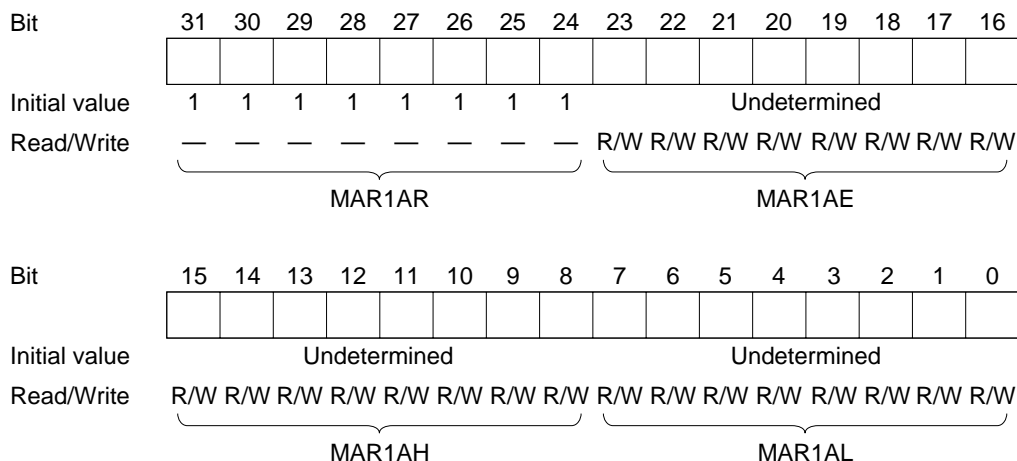 Bit 31 30 29 28 27 26 25 24 23 22 21 20 19 18 17 16
Initial value 1 1 1 1 1 1 1 1 Undetermined
Read/Write — — — — — — — — R/W R/W R/W R/W R/W R/W R/W R/W
MAR1AR MAR1AE
Bit 15 14 13 12 11 10 9 8 7 6 5 4 3 2 1 0
Initial value Undetermined Undetermined
Read/Write R/W R/W R/W R/W R/W R/W R/W R/W R/W R/W R/W R/W R/W R/W R/W R/W
MAR1AH MAR1AL